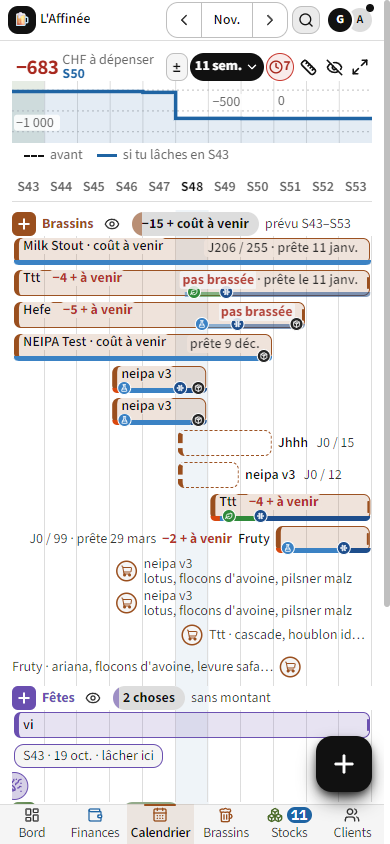 L'Affinée
Nov.
G
A
−683
CHF à dépenser
S50
±
11 sem.
7
−500
0
−1 000
avant
si tu lâches en S43
S43 S44 S45 S46 S47 S48 S49 S50 S51 S52 S53
Brassins
−15 + coût à venir
prévu S43–S53
Milk Stout · coût à venir
J206 / 255 · prête 11 janv.
Ttt −4 + à venir
pas brassée · prête le 11 janv.
Hefe −5 + à venir
pas brassée
NEIPA Test · coût à venir
prête 9 déc.
neipa v3
neipa v3
Jhhh J0 / 15
neipa v3 J0 / 12
Ttt −4 + à venir
J0 / 99 · prête 29 mars −2 + à venir Fruty
neipa v3
lotus, flocons d'avoine, pilsner malz
neipa v3
lotus, flocons d'avoine, pilsner malz
Ttt · cascade, houblon id…
Fruty · ariana, flocons d'avoine, levure safa…
Fêtes
2 choses
sans montant
vi
S43 · 19 oct. · lâcher ici
Bord
Finances
Calendrier
Brassins
11
Stocks
Clients